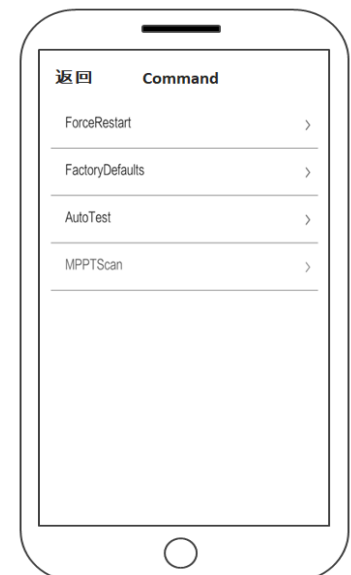 返回 Command
ForceRestart
FactoryDefaults
AutoTest
MPPTScan